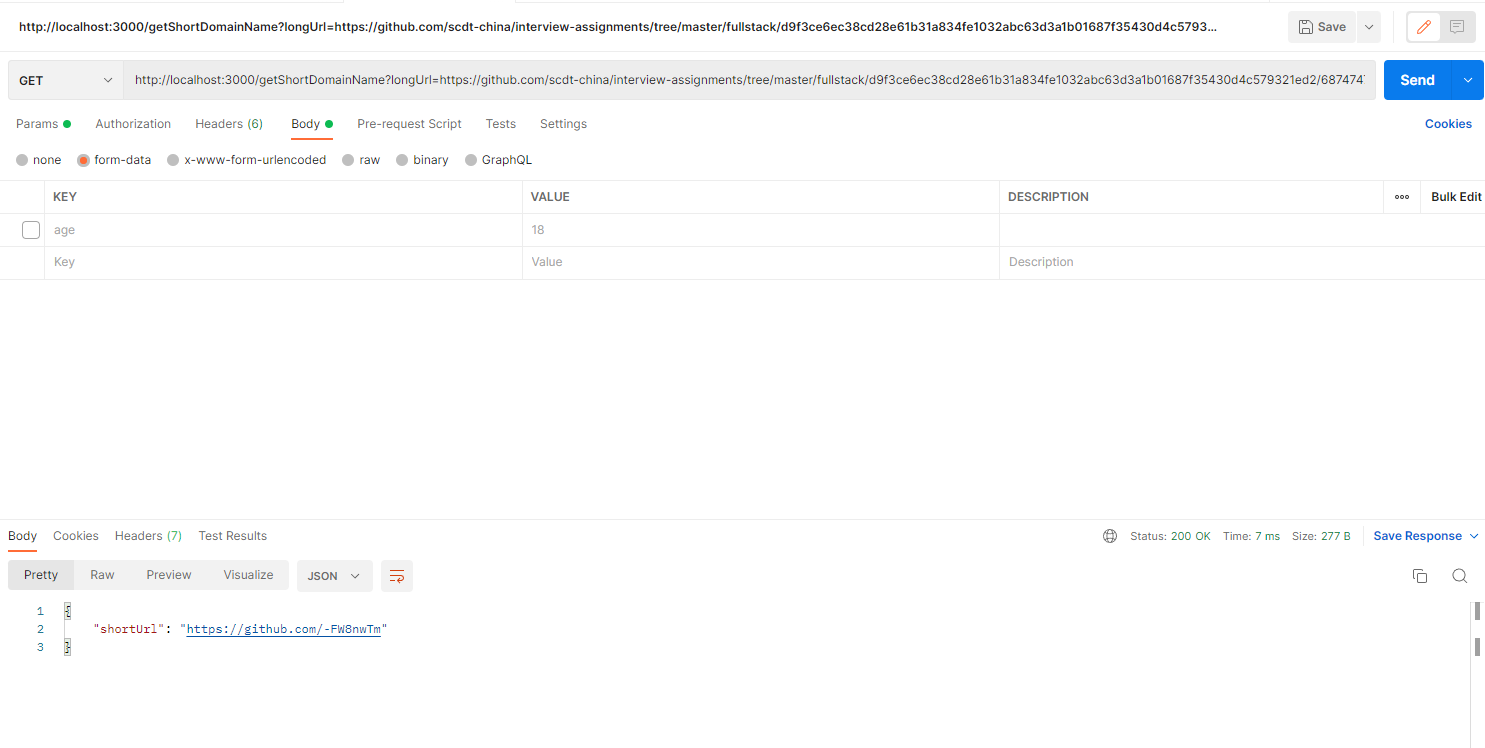 http://localhost:3000/getShortDomainName?longUrl=https://github.com/scdt-china/interview-assignments/tree/master/fullstack/d9f3ce6ec38cd28e61b31a834fe1032abc63d3a1b01687f35430d4c5793...
Save
GET
http://localhost:3000/getShortDomainName?longUrl=https://github.com/scdt-china/interview-assignments/tree/master/fullstack/d9f3ce6ec38cd28e61b31a834fe1032abc63d3a1b01687f35430d4c579321ed2/687474
Send
Params Authorization Headers (6) Body Pre-request Script Tests Settings Cookies
none form-data x-www-form-urlencoded raw binary GraphQL
KEY VALUE DESCRIPTION ooo Bulk Edit
age 18
Key Value Description
Body Cookies Headers (7) Test Results Status: 200 OK Time: 7 ms Size: 277 B Save Response
Pretty Raw Preview Visualize JSON
1 {
2 "shortUrl": "https://github.com/-FW8nwTm"
3 }